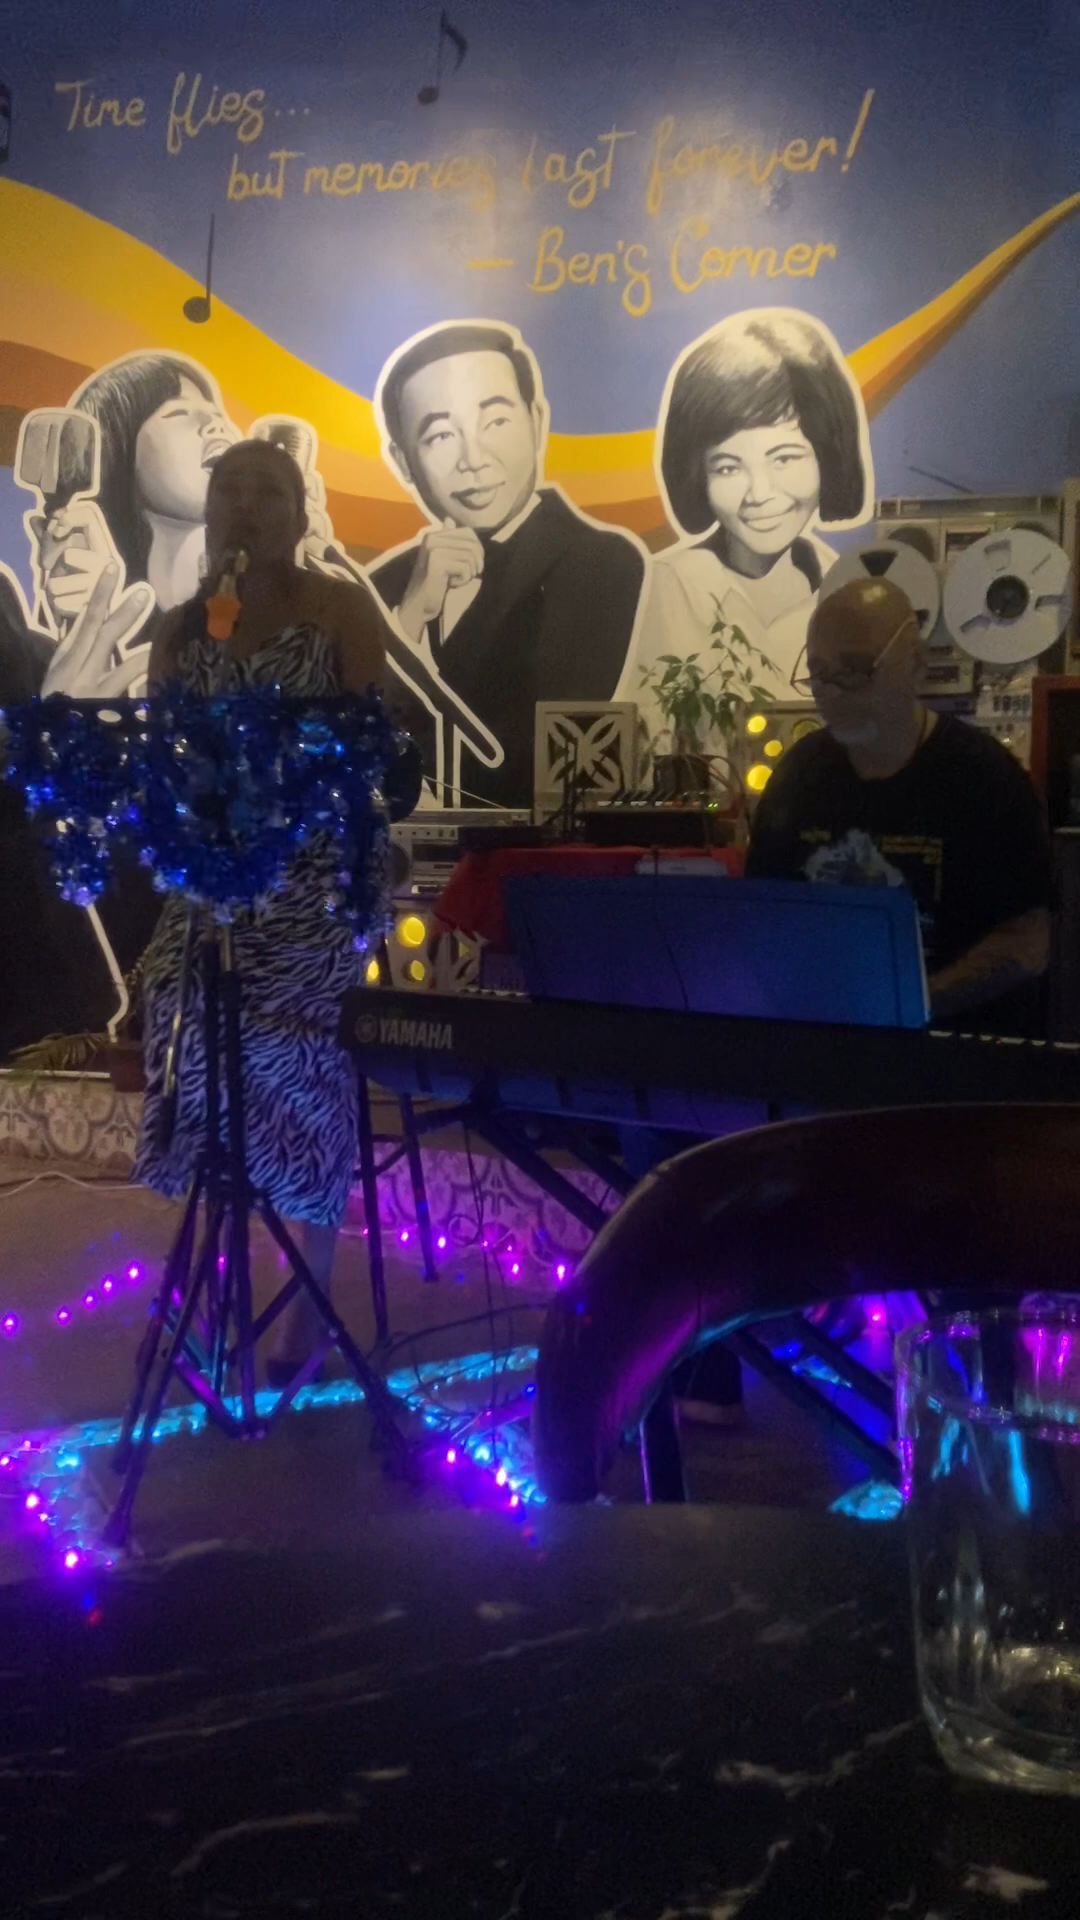 Time flies...
but memories last forever!
— Ben's Corner
YAMAHA